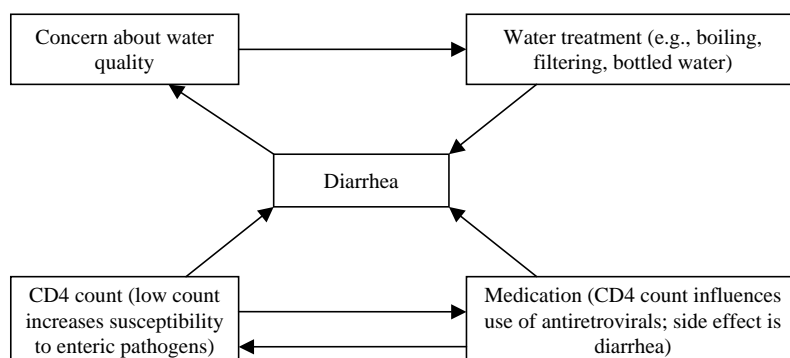 Concern about water
quality
Water treatment (e.g., boiling,
filtering, bottled water)
Diarrhea
CD4 count (low count
increases susceptibility
to enteric pathogens)
Medication (CD4 count influences
use of antiretrovirals; side effect is
diarrhea)